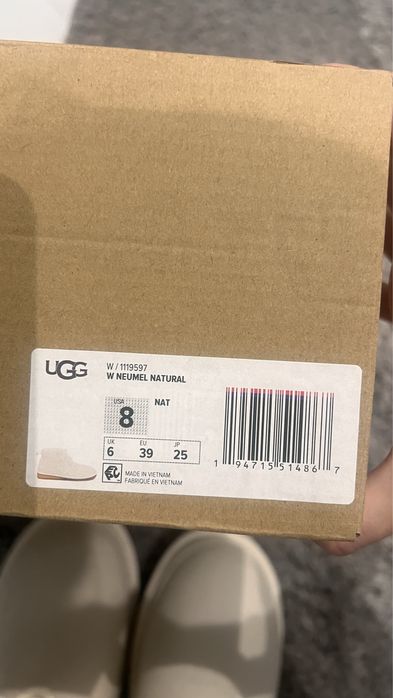 UGG
W / 1119597
W NEUMEL NATURAL
USA
8
NAT
UK EU JP
6 39 25
MADE IN VIETNAM
FABRIQUÉ EN VIETNAM
1 94715 51486 7